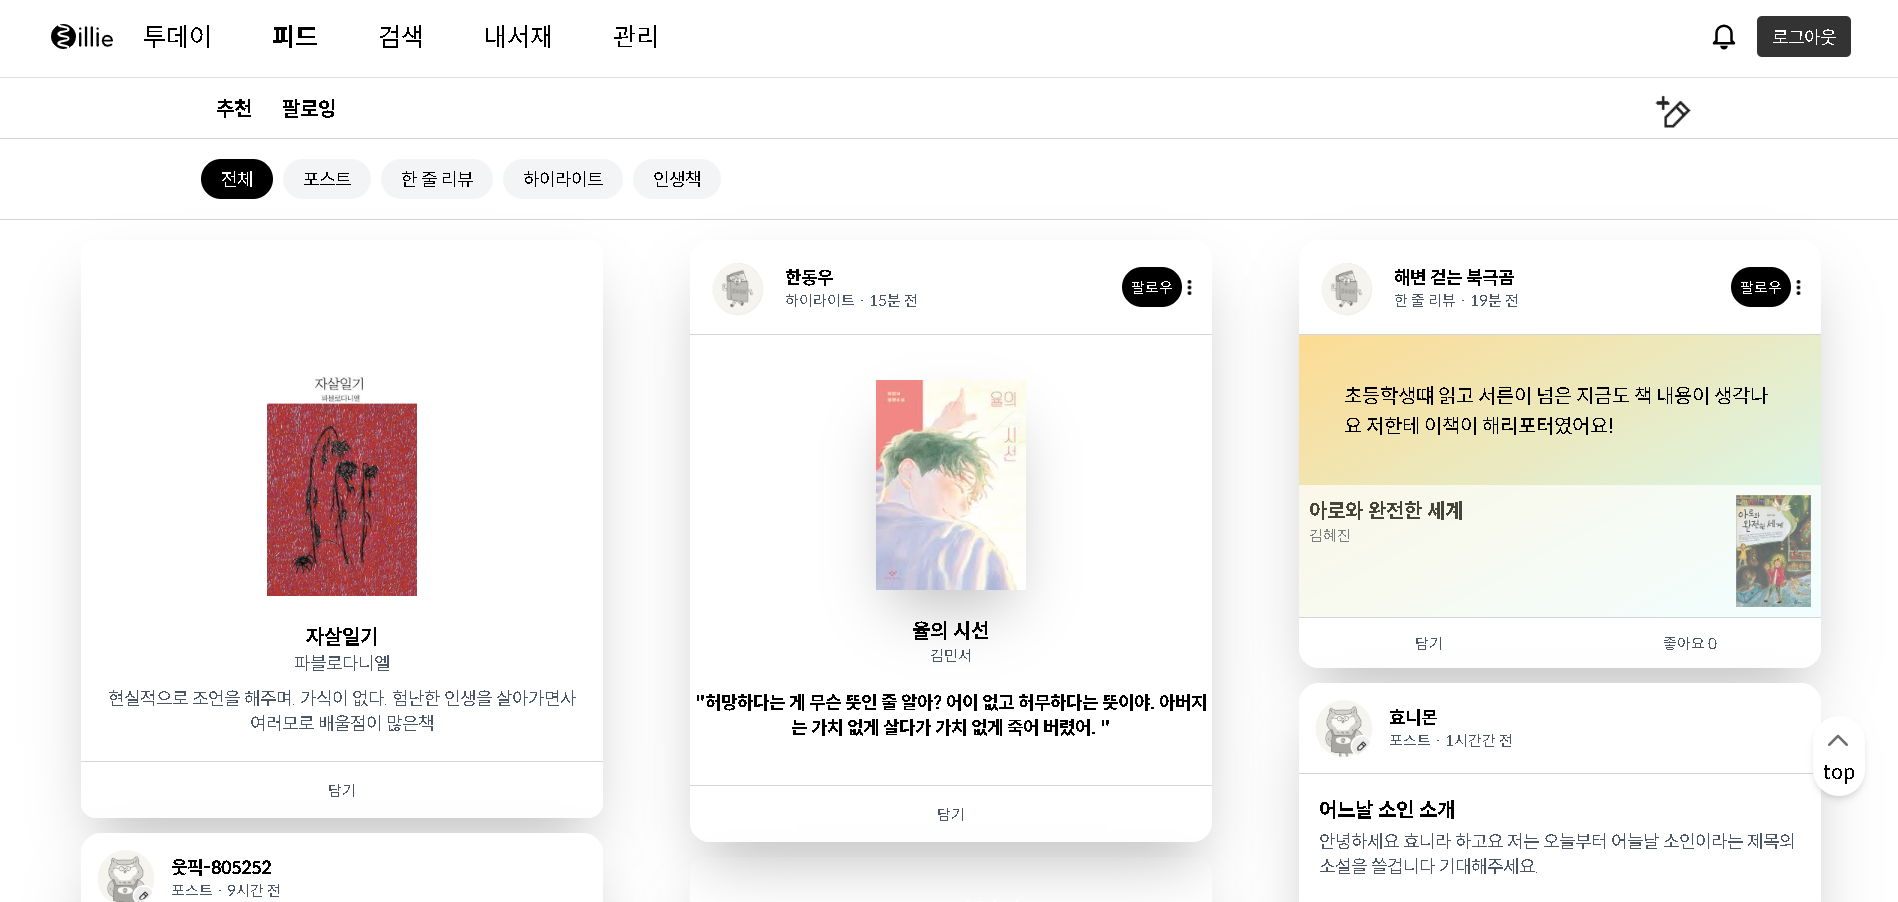 illie
투데이
피드
검색
내서재
관리
로그아웃
추천
팔로잉
전체
포스트
한 줄 리뷰
하이라이트
인생책
자살일기
파블로다니엘
자살일기
파블로다니엘
현실적으로 조언을 해주며. 가식이 없다. 험난한 인생을 살아가면사
여러모로 배울점이 많은책
담기
웃픽-805252
포스트 · 9시간 전
한동우
하이라이트 · 15분 전
팔로우
율의
시선
율의 시선
김민서
"허망하다는 게 무슨 뜻인 줄 알아? 어이 없고 허무하다는 뜻이야. 아버지
는 가치 없게 살다가 가치 없게 죽어 버렸어. "
담기
해변 걷는 북극곰
한 줄 리뷰 · 19분 전
팔로우
초등학생때 읽고 서른이 넘은 지금도 책 내용이 생각나
요 저한테 이책이 해리포터였어요!
아로와 완전한 세계
김혜진
아로와
완전한 세계
담기
좋아요 0
효니몬
포스트 · 1시간간 전
어느날 소인 소개
안녕하세요 효니라 하고요 저는 오늘부터 어늘날 소인이라는 제목의
소설을 쓸겁니다 기대해주세요.
top